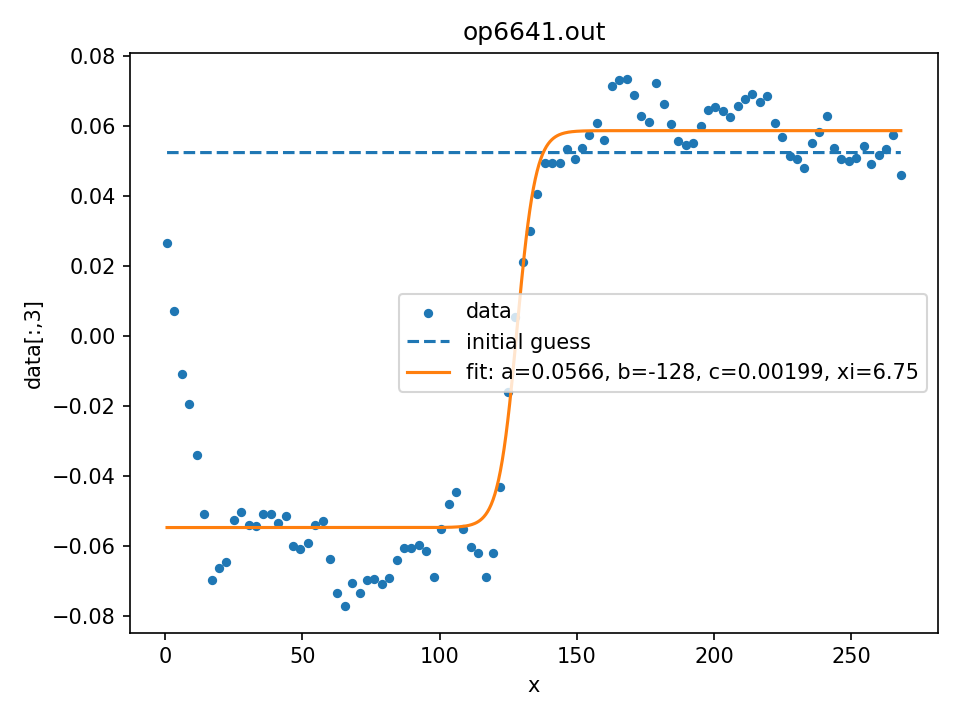 op6641.out
0.08
0.06
0.04
0.02
0.00
−0.02
−0.04
−0.06
−0.08
data[:,3]
data
initial guess
fit: a=0.0566, b=-128, c=0.00199, xi=6.75
0 50 100 150 200 250
x